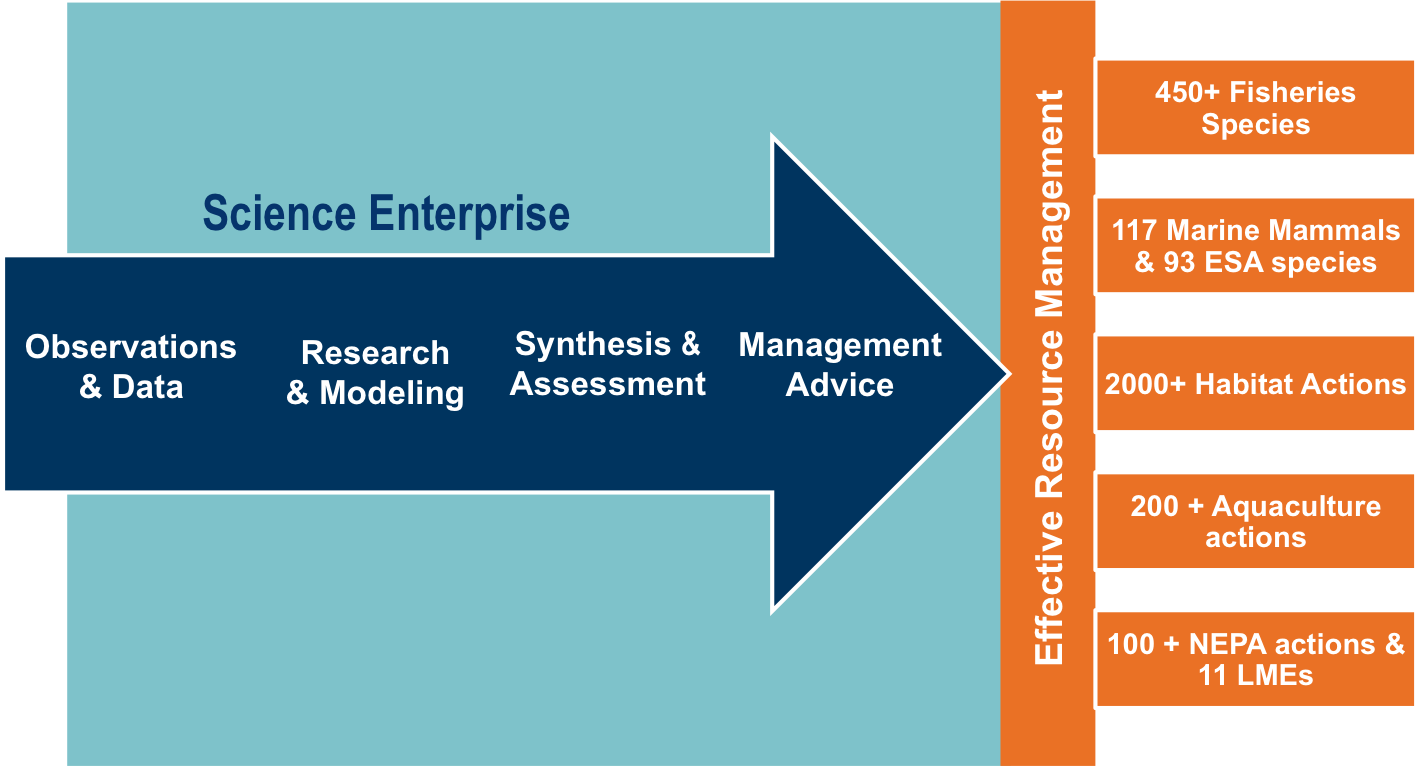 Science Enterprise
Observations
& Data
Research
& Modeling
Synthesis &
Assessment
Management
Advice
Effective Resource Management
450+ Fisheries
Species
117 Marine Mammals
& 93 ESA species
2000+ Habitat Actions
200 + Aquaculture
actions
100 + NEPA actions &
11 LMEs